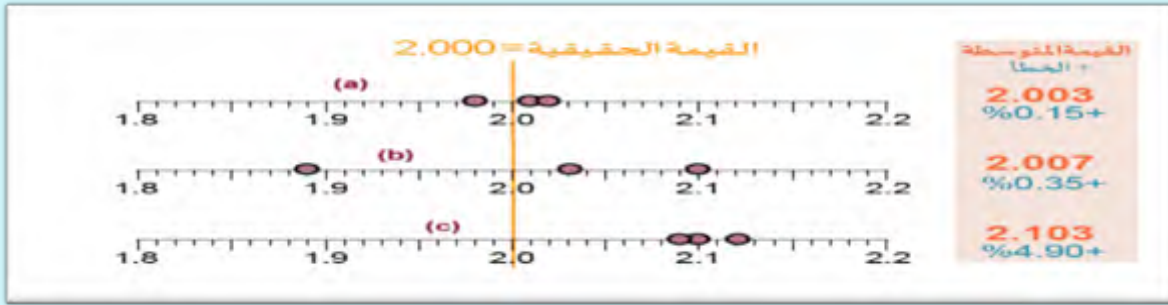 القيمة الحقيقية = 2.000
القيمة المتوسطة
+ الخطأ
(a)
1.8 1.9 2.0 2.1 2.2
2.003
%0.15+
(b)
1.8 1.9 2.0 2.1 2.2
2.007
%0.35+
(c)
1.8 1.9 2.0 2.1 2.2
2.103
%4.90+